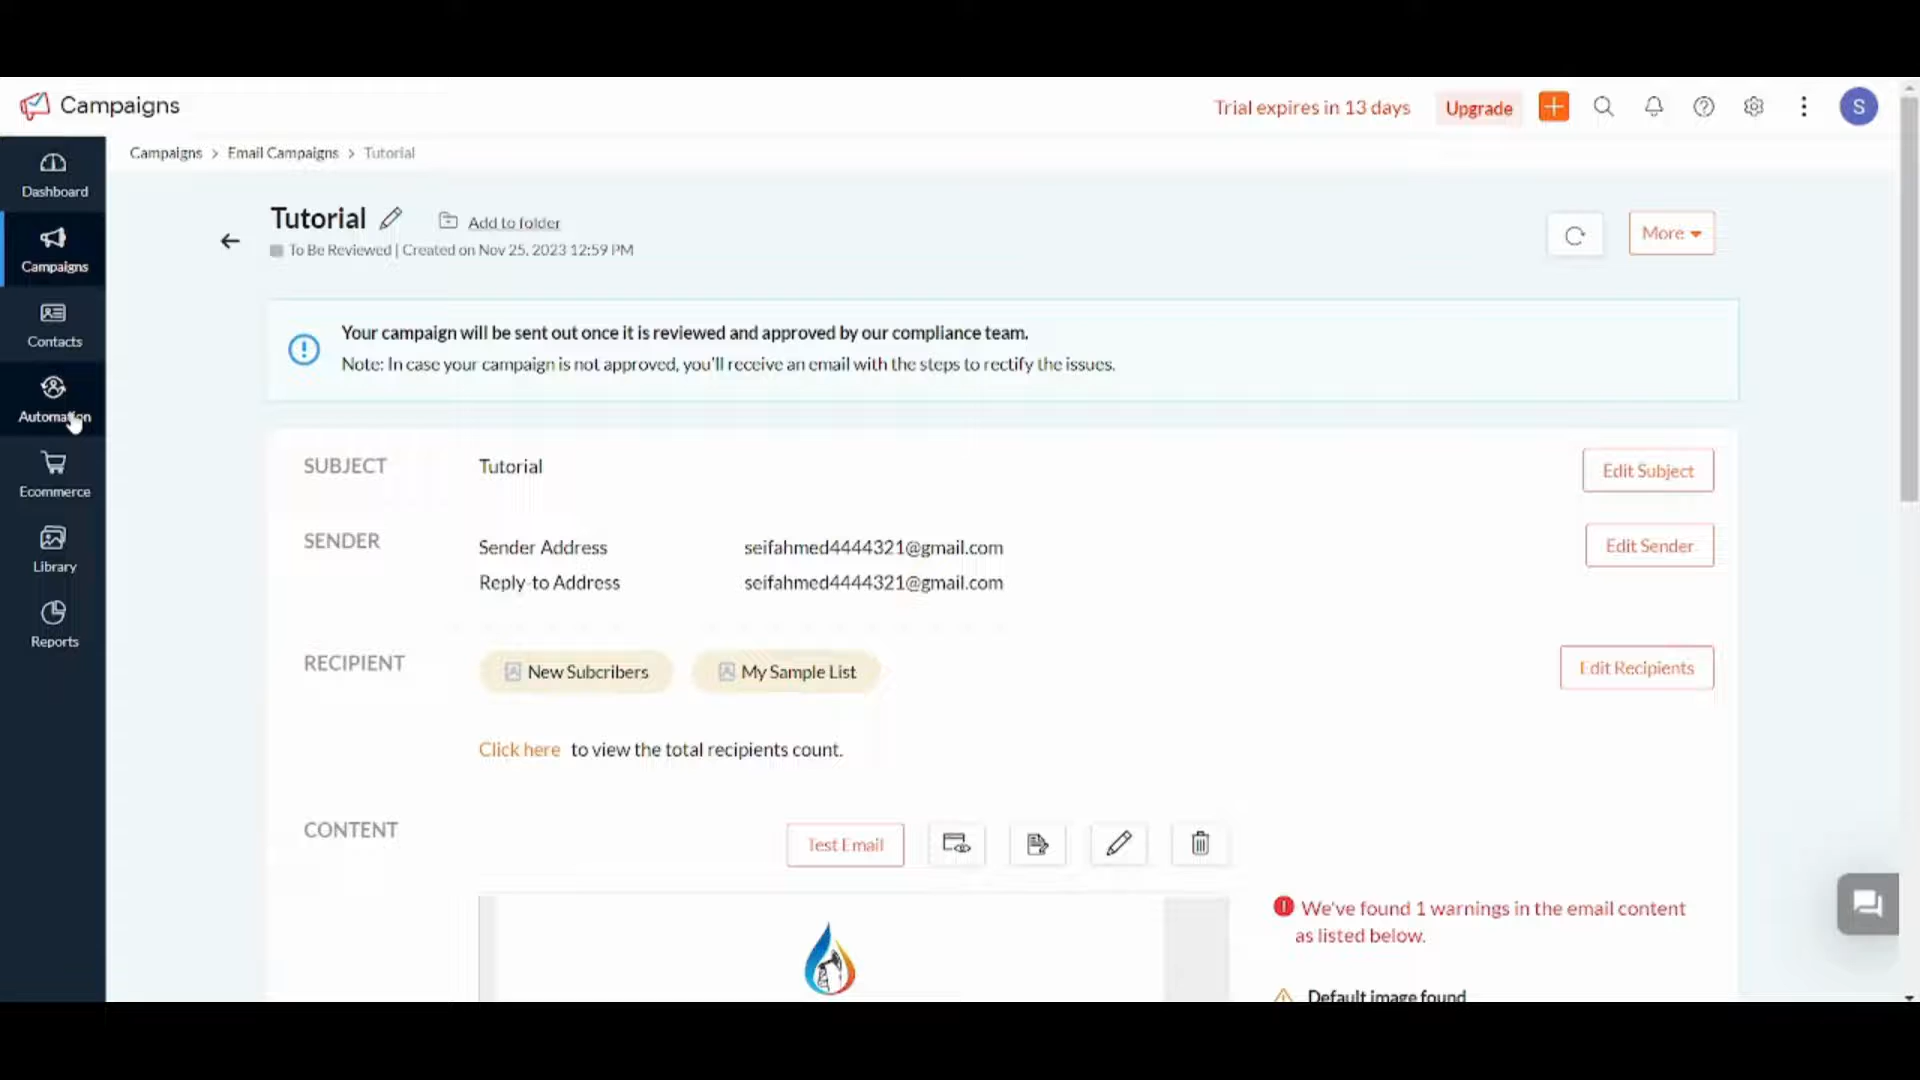 Campaigns
Trial expires in 13 days
Upgrade
S
Campaigns > Email Campaigns > Tutorial
Dashboard
Campaigns
Contacts
Automation
Ecommerce
Library
Reports
Tutorial
Add to folder
To Be Reviewed | Created on Nov 25, 2023 12:59 PM
More
Your campaign will be sent out once it is reviewed and approved by our compliance team.
Note: In case your campaign is not approved, you'll receive an email with the steps to rectify the issues.
SUBJECT
Tutorial
Edit Subject
SENDER
Sender Address
seifahmed4444321@gmail.com
Edit Sender
Reply-to Address
seifahmed4444321@gmail.com
RECIPIENT
New Subcribers
My Sample List
Edit Recipients
Click here to view the total recipients count.
CONTENT
Test Email
We've found 1 warnings in the email content
as listed below.
Default image found